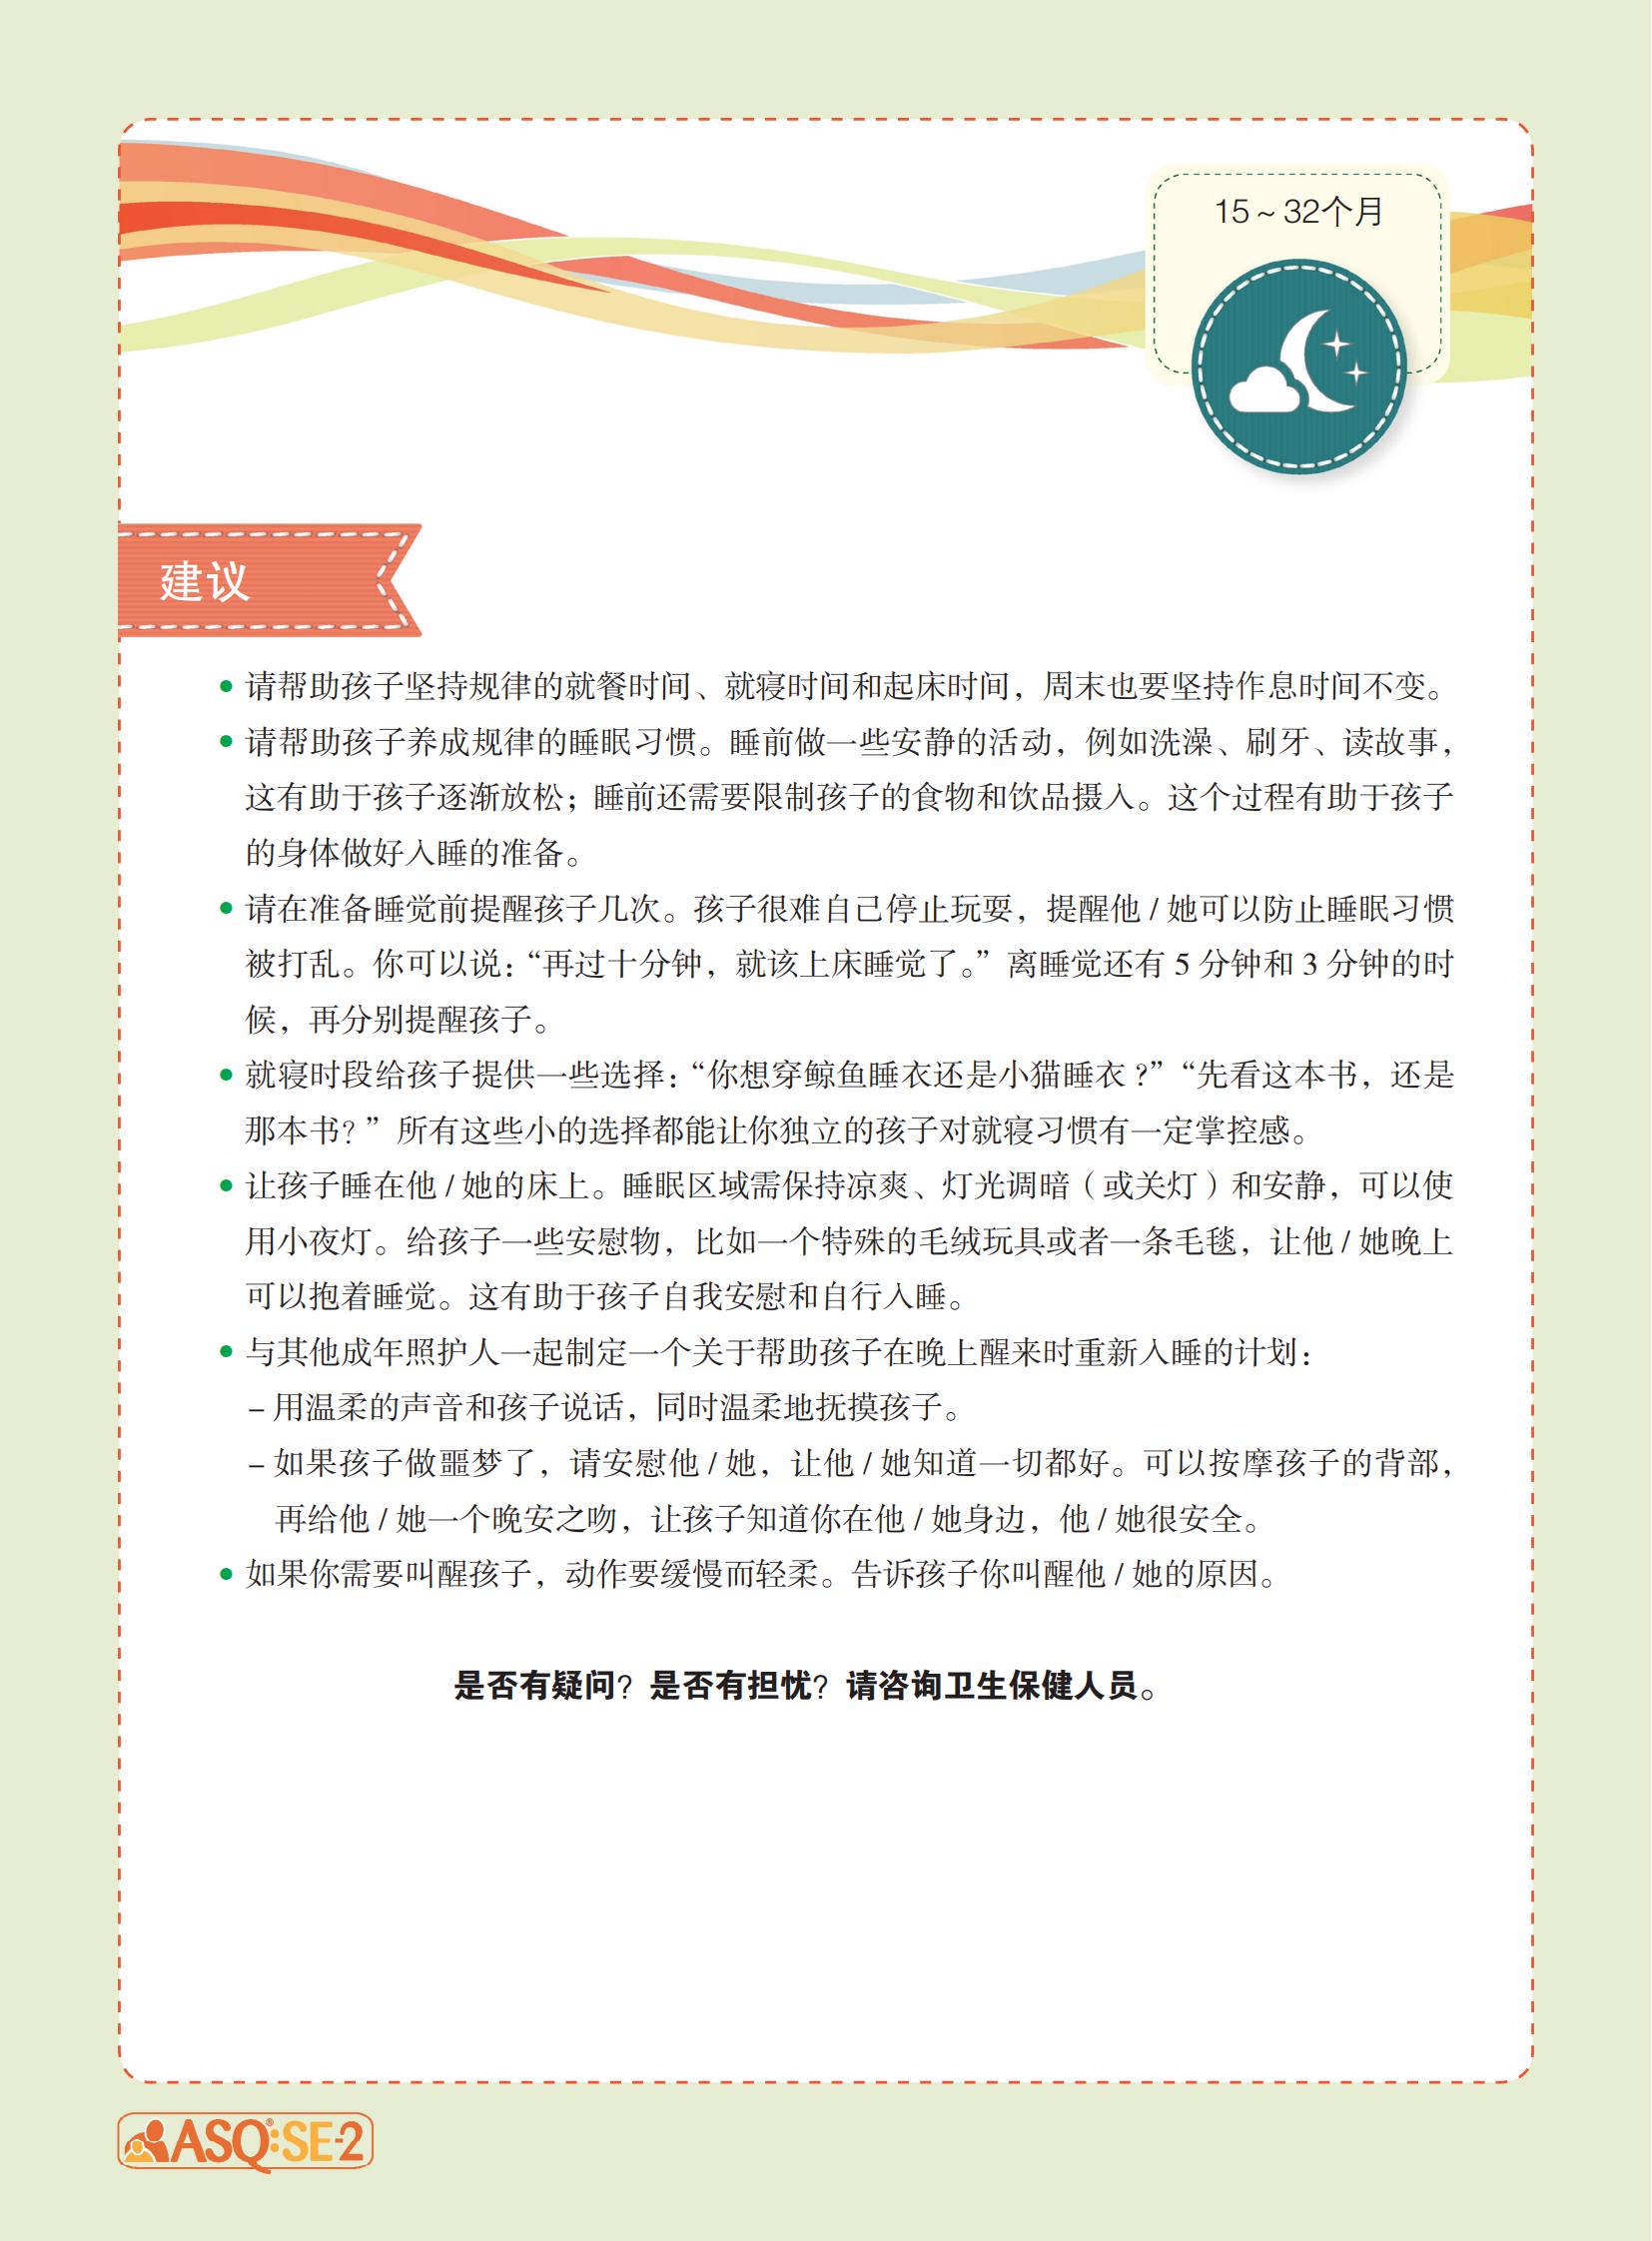 15～32个月
建议
• 请帮助孩子坚持规律的就餐时间、就寝时间和起床时间，周末也要坚持作息时间不变。
• 请帮助孩子养成规律的睡眠习惯。睡前做一些安静的活动，例如洗澡、刷牙、读故事，
这有助于孩子逐渐放松；睡前还需要限制孩子的食物和饮品摄入。这个过程有助于孩子
的身体做好入睡的准备。
• 请在准备睡觉前提醒孩子几次。孩子很难自己停止玩耍，提醒他 / 她可以防止睡眠习惯
被打乱。你可以说：“再过十分钟，就该上床睡觉了。”离睡觉还有 5 分钟和 3 分钟的时
候，再分别提醒孩子。
• 就寝时段给孩子提供一些选择：“你想穿鲸鱼睡衣还是小猫睡衣？”“先看这本书，还是
那本书？”所有这些小的选择都能让你独立的孩子对就寝习惯有一定掌控感。
• 让孩子睡在他 / 她的床上。睡眠区域需保持凉爽、灯光调暗（或关灯）和安静，可以使
用小夜灯。给孩子一些安慰物，比如一个特殊的毛绒玩具或者一条毛毯，让他 / 她晚上
可以抱着睡觉。这有助于孩子自我安慰和自行入睡。
• 与其他成年照护人一起制定一个关于帮助孩子在晚上醒来时重新入睡的计划：
– 用温柔的声音和孩子说话，同时温柔地抚摸孩子。
– 如果孩子做噩梦了，请安慰他 / 她，让他 / 她知道一切都好。可以按摩孩子的背部，
再给他 / 她一个晚安之吻，让孩子知道你在他 / 她身边，他 / 她很安全。
• 如果你需要叫醒孩子，动作要缓慢而轻柔。告诉孩子你叫醒他 / 她的原因。
是否有疑问？是否有担忧？请咨询卫生保健人员。
ASQ®:SE-2